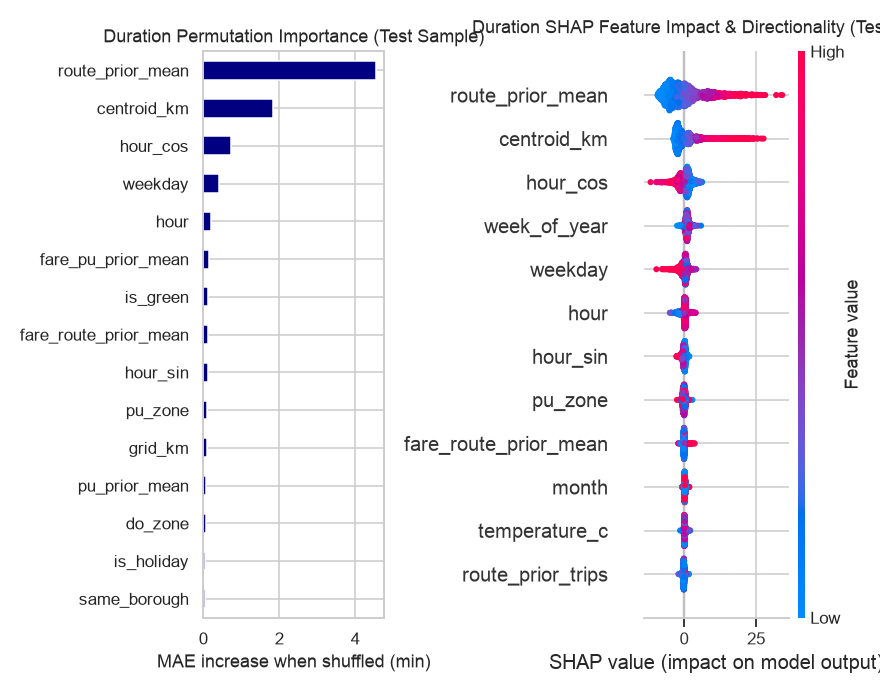 Duration Permutation Importance (Test Sample)
route_prior_mean
centroid_km
hour_cos
weekday
hour
fare_pu_prior_mean
is_green
fare_route_prior_mean
hour_sin
pu_zone
grid_km
pu_prior_mean
do_zone
is_holiday
same_borough
0 2 4
MAE increase when shuffled (min)
Duration SHAP Feature Impact & Directionality (Tes
route_prior_mean
centroid_km
hour_cos
week_of_year
weekday
hour
hour_sin
pu_zone
fare_route_prior_mean
month
temperature_c
route_prior_trips
0 25
SHAP value (impact on model output)
High
Feature value
Low